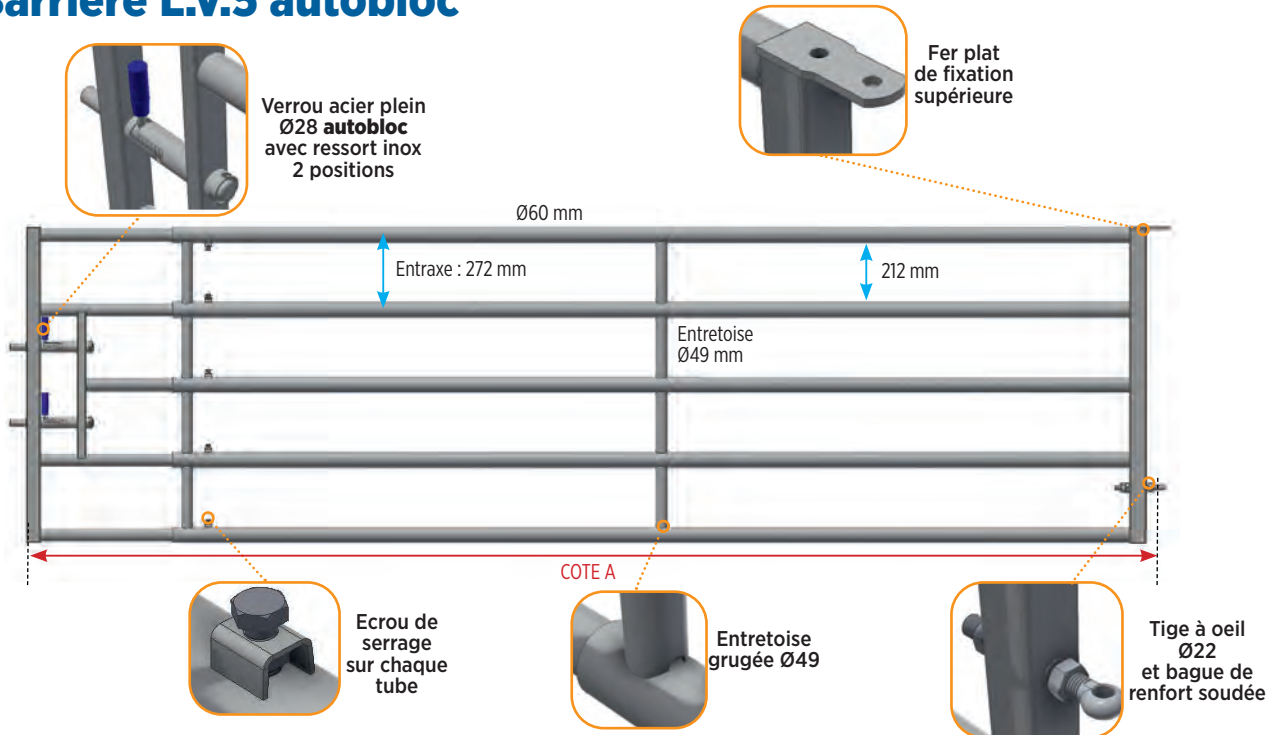 Barrière L.V.5 autobloc
Verrou acier plein
Ø28 autobloc
avec ressort inox
2 positions
Fer plat
de fixation
supérieure
Ø60 mm
Entraxe : 272 mm
212 mm
Entretoise
Ø49 mm
COTE A
Ecrou de
serrage
sur chaque
tube
Entretoise
grugée Ø49
Tige à oeil
Ø22
et bague de
renfort soudée